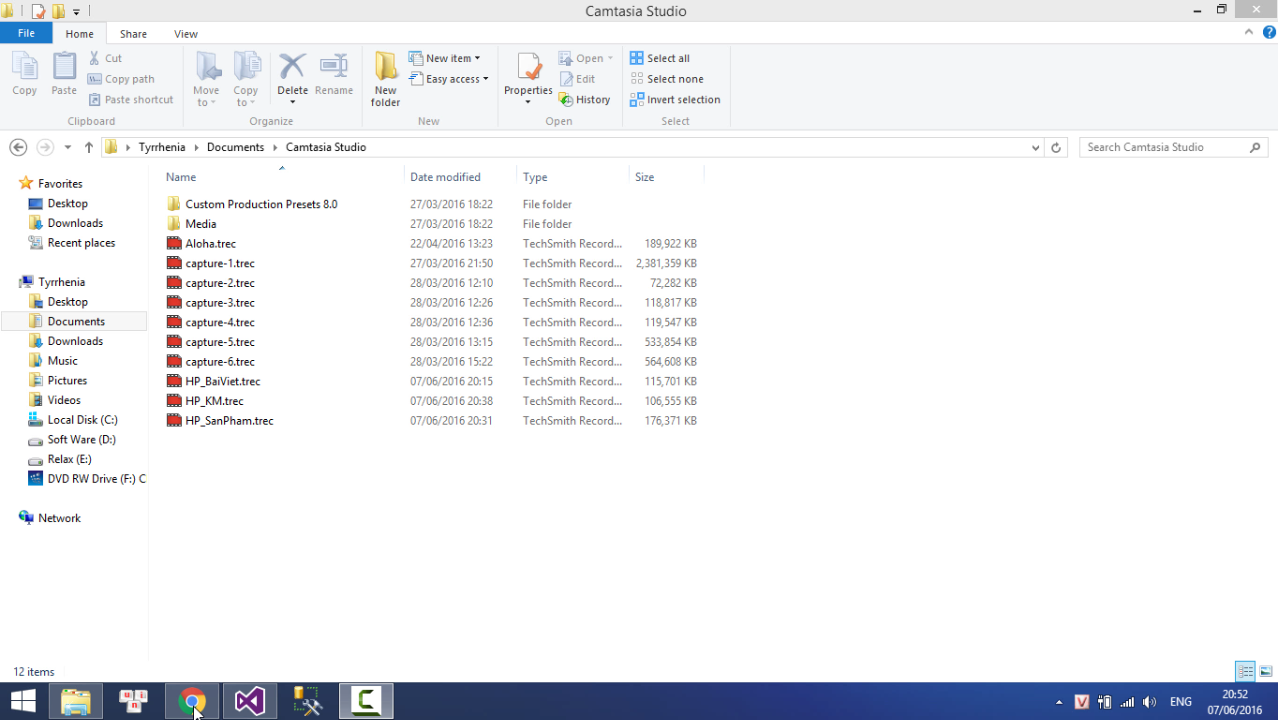 Camtasia Studio
File Home Share View
Copy
Paste
Cut
Copy path
Paste shortcut
Clipboard
Move to
Copy to
Delete
Rename
Organize
New folder
New item
Easy access
New
Properties
Open
Edit
History
Open
Select all
Select none
Invert selection
Select
Tyrrhenia Documents Camtasia Studio
Search Camtasia Studio
Favorites
Desktop
Downloads
Recent places
Tyrrhenia
Desktop
Documents
Downloads
Music
Pictures
Videos
Local Disk (C:)
Soft Ware (D:)
Relax (E:)
DVD RW Drive (F:) C
Network
Name Date modified Type Size
Custom Production Presets 8.0 27/03/2016 18:22 File folder
Media 27/03/2016 18:22 File folder
Aloha.trec 22/04/2016 13:23 TechSmith Record... 189,922 KB
capture-1.trec 27/03/2016 21:50 TechSmith Record... 2,381,359 KB
capture-2.trec 28/03/2016 12:10 TechSmith Record... 72,282 KB
capture-3.trec 28/03/2016 12:26 TechSmith Record... 118,817 KB
capture-4.trec 28/03/2016 12:36 TechSmith Record... 119,547 KB
capture-5.trec 28/03/2016 13:15 TechSmith Record... 533,854 KB
capture-6.trec 28/03/2016 15:22 TechSmith Record... 564,608 KB
HP_BaiViet.trec 07/06/2016 20:15 TechSmith Record... 115,701 KB
HP_KM.trec 07/06/2016 20:38 TechSmith Record... 106,555 KB
HP_SanPham.trec 07/06/2016 20:31 TechSmith Record... 176,371 KB
12 items
u i n
V
ENG
20:52
07/06/2016